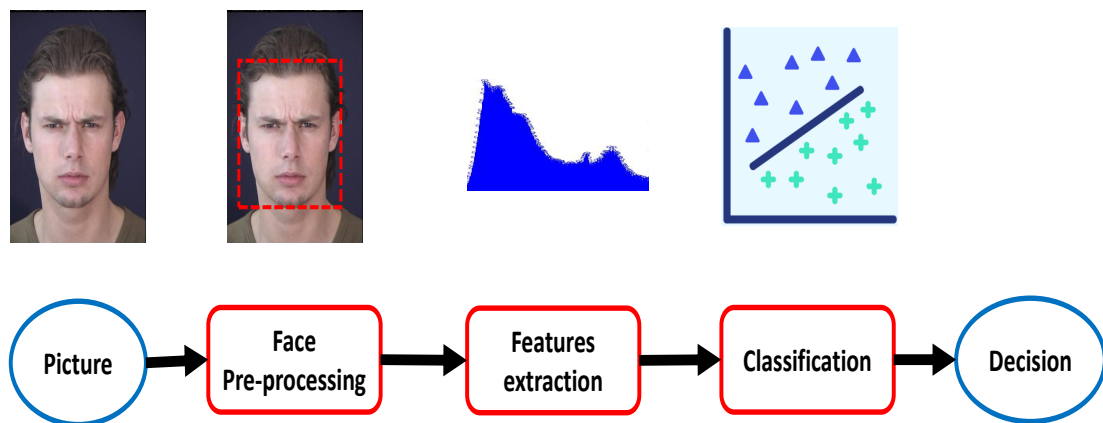 Picture
Face
Pre-processing
Features
extraction
Classification
Decision